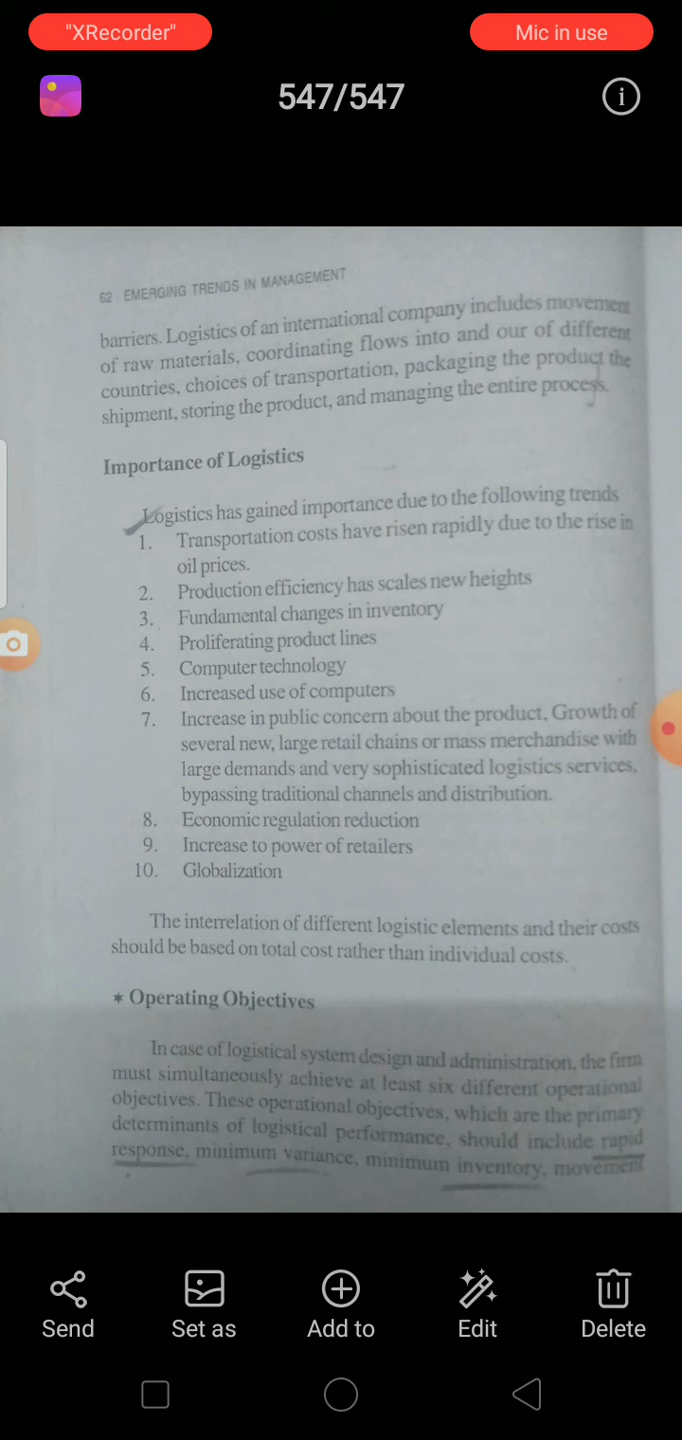 "XRecorder"
Mic in use
547/547
62 EMERGING TRENDS IN MANAGEMENT
barriers. Logistics of an international company includes movement
of raw materials, coordinating flows into and our of different
countries, choices of transportation, packaging the product the
shipment, storing the product, and managing the entire process.
Importance of Logistics
Logistics has gained importance due to the following trends
1. Transportation costs have risen rapidly due to the rise in
oil prices.
2. Production efficiency has scales new heights
3. Fundamental changes in inventory
4. Proliferating product lines
5. Computer technology
6. Increased use of computers
7. Increase in public concern about the product, Growth of
several new, large retail chains or mass merchandise with
large demands and very sophisticated logistics services,
bypassing traditional channels and distribution.
8. Economic regulation reduction
9. Increase to power of retailers
10. Globalization
The interrelation of different logistic elements and their costs
should be based on total cost rather than individual costs.
* Operating Objectives
In case of logistical system design and administration, the firm
must simultaneously achieve at least six different operational
objectives. These operational objectives, which are the primary
determinants of logistical performance, should include rapid
response, minimum variance, minimum inventory, movement
Send
Set as
Add to
Edit
Delete